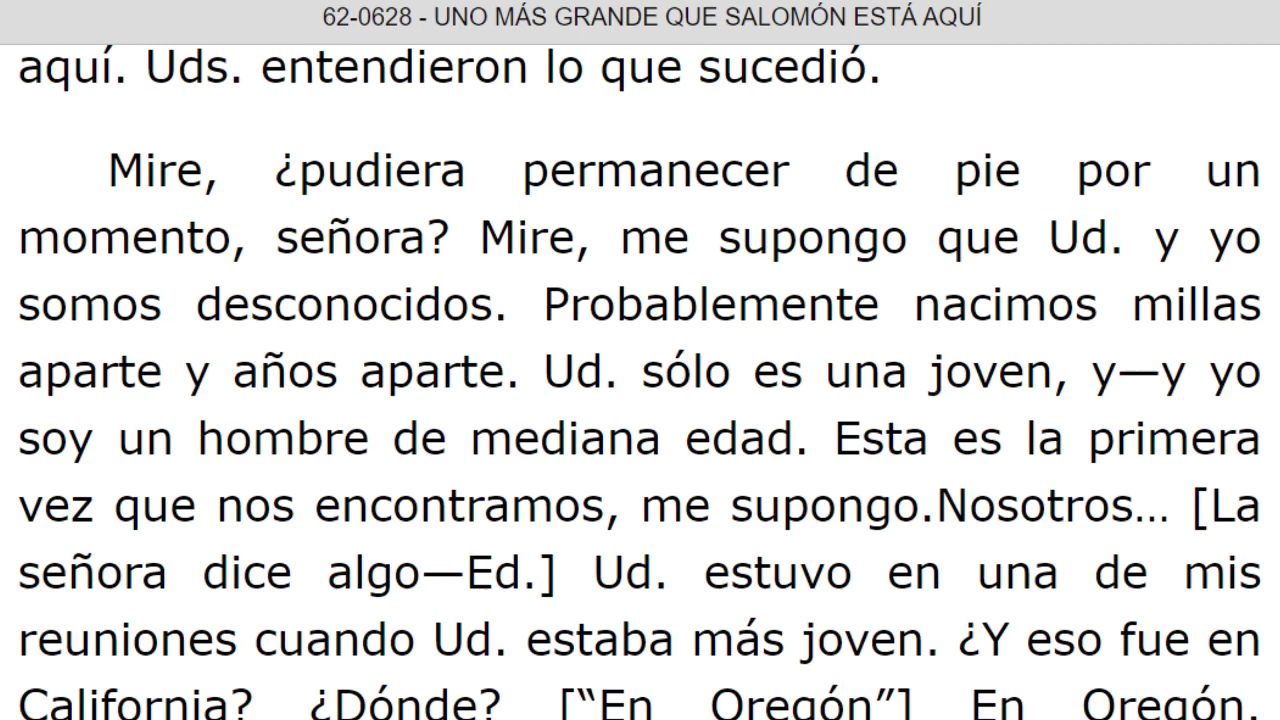 62-0628 - UNO MÁS GRANDE QUE SALOMÓN ESTÁ AQUÍ
aquí. Uds. entendieron lo que sucedió.
Mire, ¿pudiera permanecer de pie por un
momento, señora? Mire, me supongo que Ud. y yo
somos desconocidos. Probablemente nacimos millas
aparte y años aparte. Ud. sólo es una joven, y—y yo
soy un hombre de mediana edad. Esta es la primera
vez que nos encontramos, me supongo.Nosotros… [La
señora dice algo—Ed.] Ud. estuvo en una de mis
reuniones cuando Ud. estaba más joven. ¿Y eso fue en
California? ¿Dónde? [“En Oregón”] En Oregón.